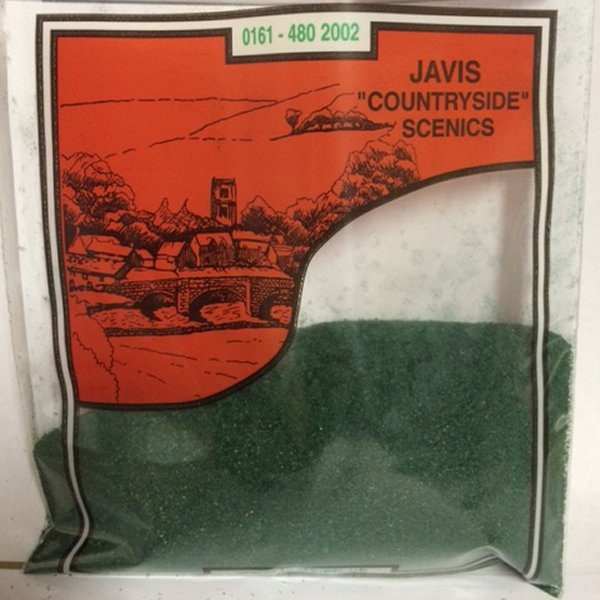 0161 - 480 2002
JAVIS
"COUNTRYSIDE"
SCENICS